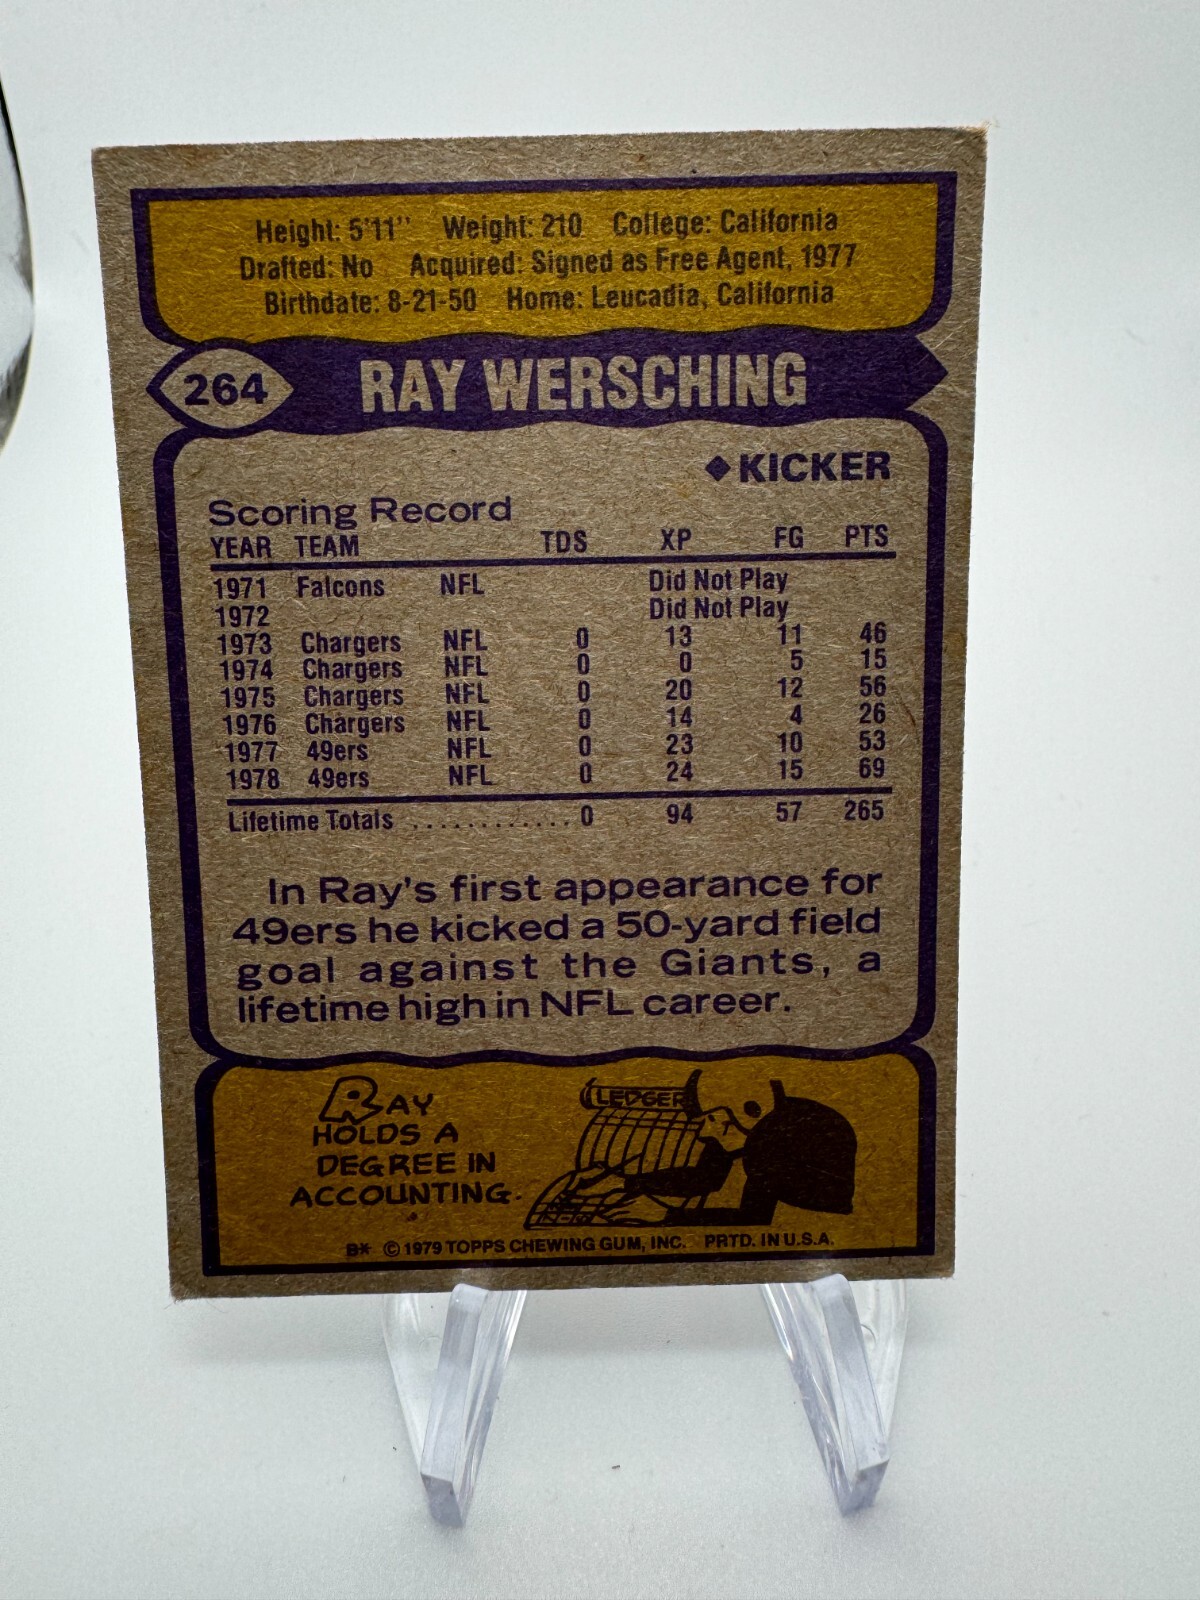 Height: 5'11" Weight: 210 College: California
Drafted: No Acquired: Signed as Free Agent, 1977
Birthdate: 8-21-50 Home: Leucadia, California
264 RAY WERSCHING
◆KICKER
Scoring Record
YEAR TEAM TDS XP FG PTS
1971 Falcons NFL Did Not Play
1972 Did Not Play
1973 Chargers NFL 0 13 11 46
1974 Chargers NFL 0 0 5 15
1975 Chargers NFL 0 20 12 56
1976 Chargers NFL 0 14 4 26
1977 49ers NFL 0 23 10 53
1978 49ers NFL 0 24 15 69
Lifetime Totals ............ 0 94 57 265
In Ray's first appearance for
49ers he kicked a 50-yard field
goal against the Giants, a
lifetime high in NFL career.
RAY
HOLDS A
DEGREE IN
ACCOUNTING.
LEDGER
B* © 1979 TOPPS CHEWING GUM, INC. PRTD. IN U.S.A.